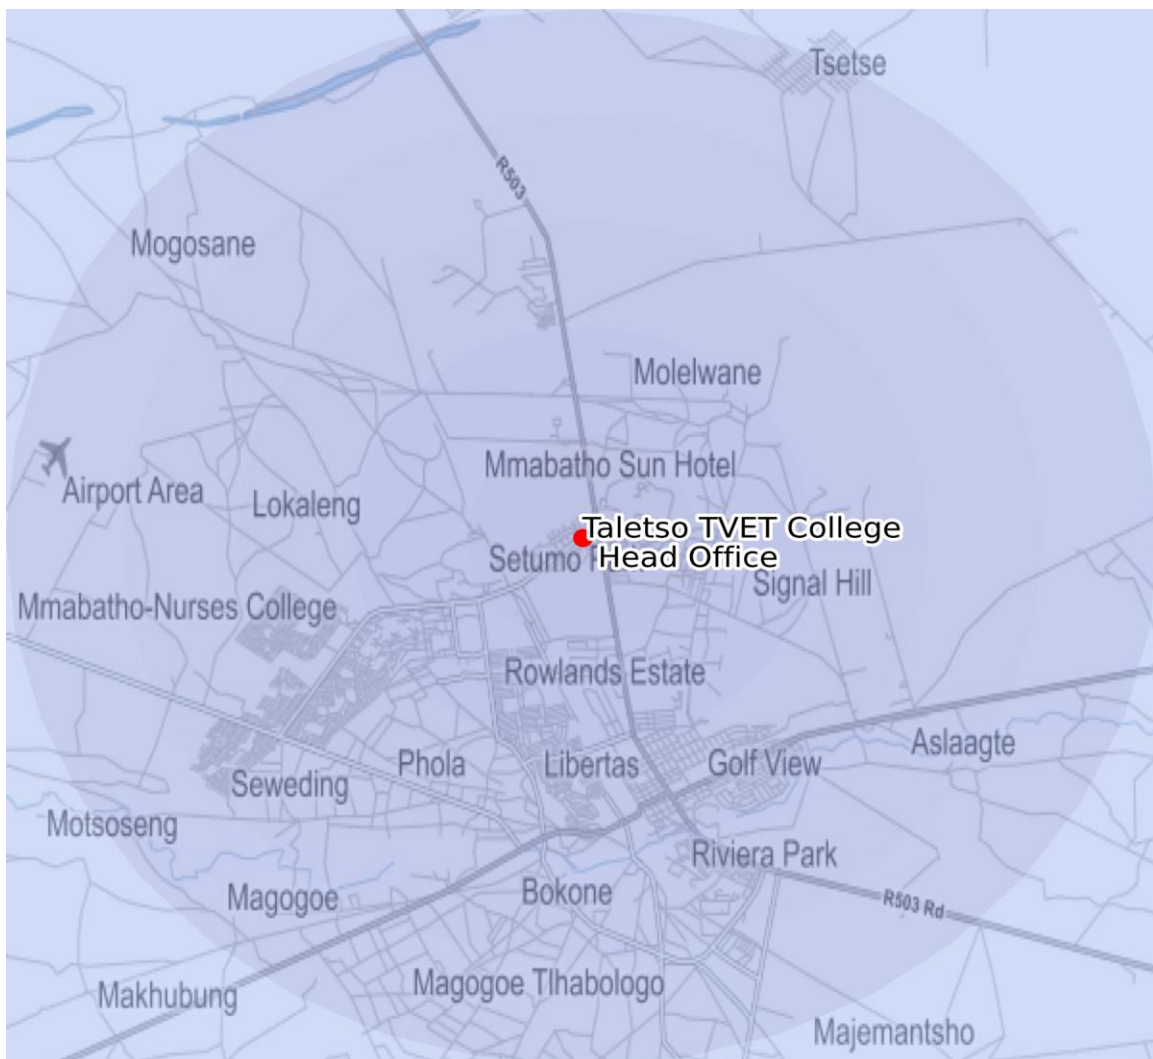 Tsetse
R503
Mogosane
Molelwane
Mmabatho Sun Hotel
Airport Area
Lokaleng
Taletso TVET College
Head Office
Setumo
Signal Hill
Mmabatho-Nurses College
Rowlands Estate
Aslaagte
Phola
Libertas
Golf View
Seweding
Motsoseng
Riviera Park
Magogoe
Bokone
R503 Rd
Magogoe Tlhabologo
Makhubung
Majemantsho